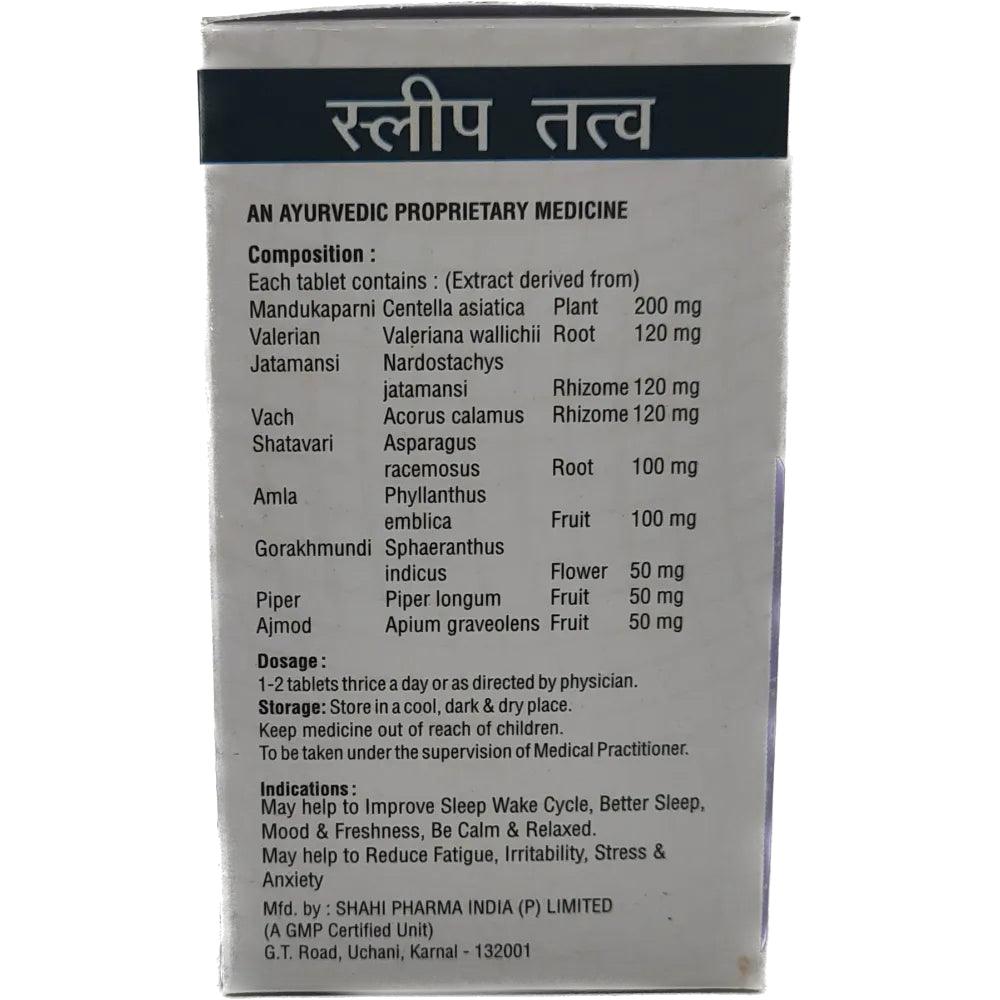 स्लीप तत्व
AN AYURVEDIC PROPRIETARY MEDICINE
Composition :
Each tablet contains : (Extract derived from)
Mandukaparni Centella asiatica Plant 200 mg
Valerian Valeriana wallichii Root 120 mg
Jatamansi Nardostachys
jatamansi Rhizome 120 mg
Vach Acorus calamus Rhizome 120 mg
Shatavari Asparagus
racemosus Root 100 mg
Amla Phyllanthus
emblica Fruit 100 mg
Gorakhmundi Sphaeranthus
indicus Flower 50 mg
Piper Piper longum Fruit 50 mg
Ajmod Apium graveolens Fruit 50 mg
Dosage :
1-2 tablets thrice a day or as directed by physician.
Storage: Store in a cool, dark & dry place.
Keep medicine out of reach of children.
To be taken under the supervision of Medical Practitioner.
Indications :
May help to Improve Sleep Wake Cycle, Better Sleep,
Mood & Freshness, Be Calm & Relaxed.
May help to Reduce Fatigue, Irritability, Stress &
Anxiety
Mfd. by : SHAHI PHARMA INDIA (P) LIMITED
(A GMP Certified Unit)
G.T. Road, Uchani, Karnal - 132001